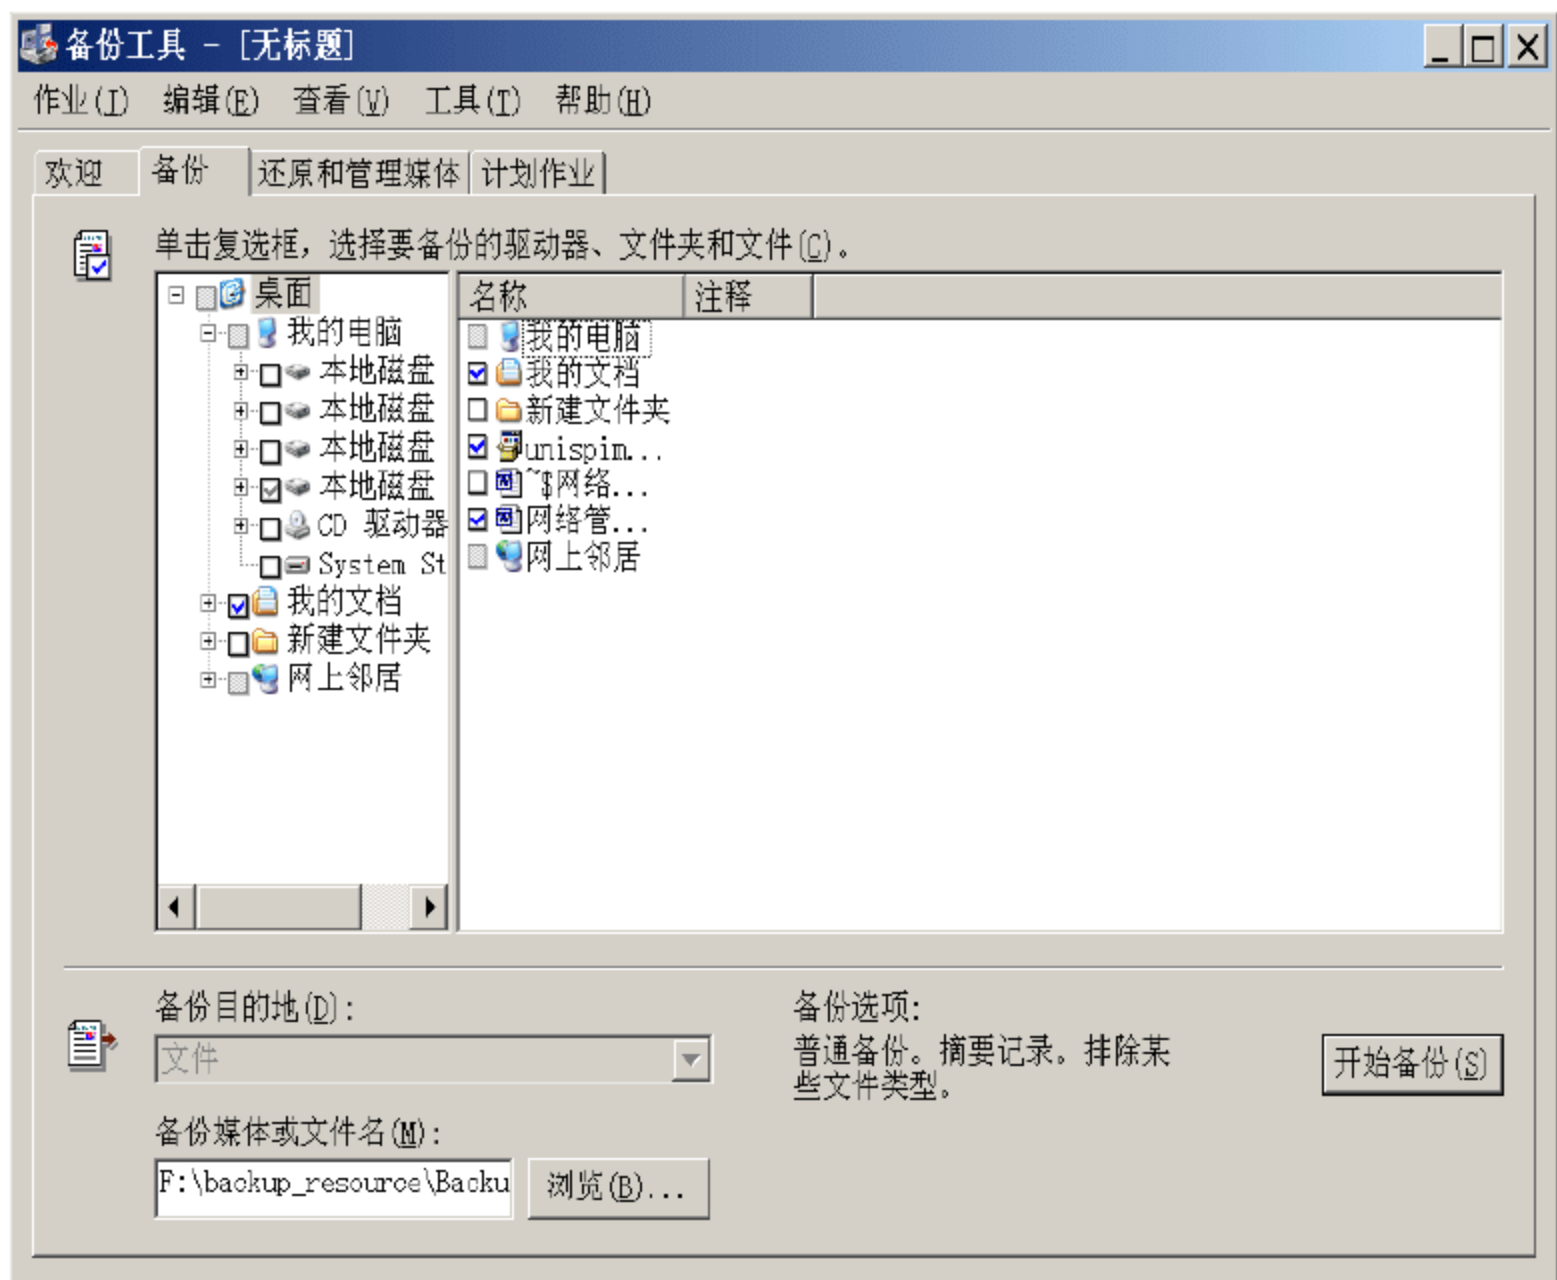 备份工具 - [无标题]
作业(J) 编辑(E) 查看(V) 工具(T) 帮助(H)
欢迎 备份 还原和管理媒体 计划作业
单击复选框，选择要备份的驱动器、文件夹和文件(C)。
桌面
我的电脑
本地磁盘
本地磁盘
本地磁盘
本地磁盘
CD 驱动器
System St
我的文档
新建文件夹
网上邻居
名称 注释
我的电脑
我的文档
新建文件夹
unispim...
~$网络...
网络管...
网上邻居
备份目的地(D):
文件
备份媒体或文件名(M):
F:\backup_resource\Backu
浏览(B)...
备份选项:
普通备份。摘要记录。排除某
些文件类型。
开始备份(S)